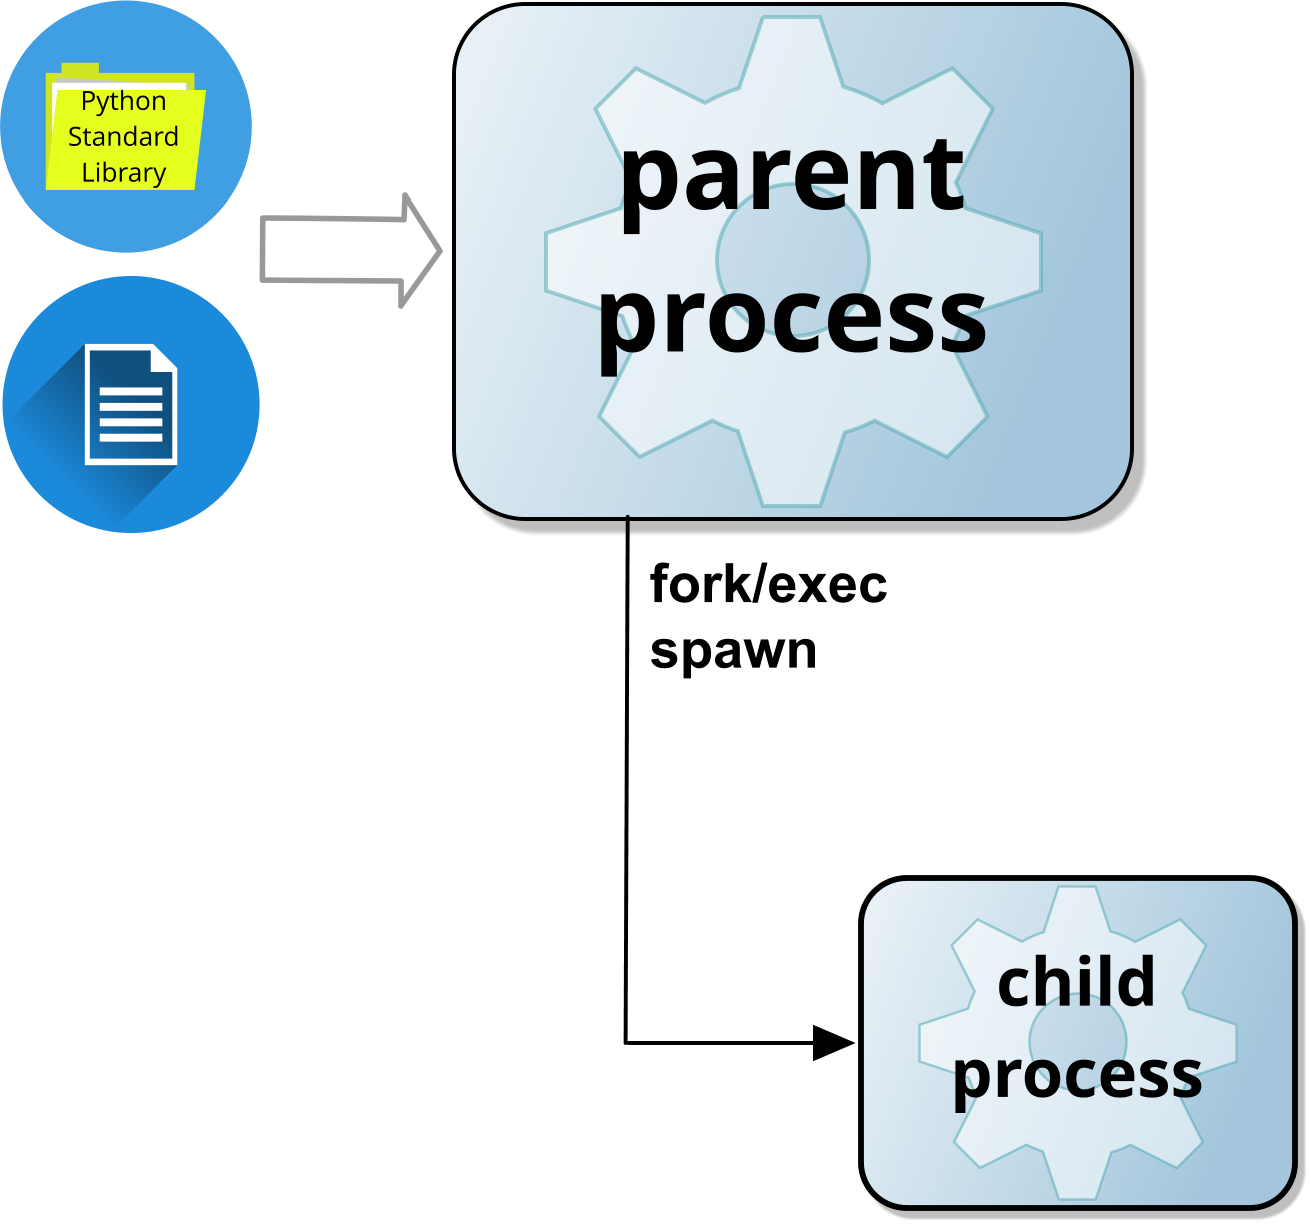 Python
Standard
Library
parent
process
fork/exec
spawn
child
process